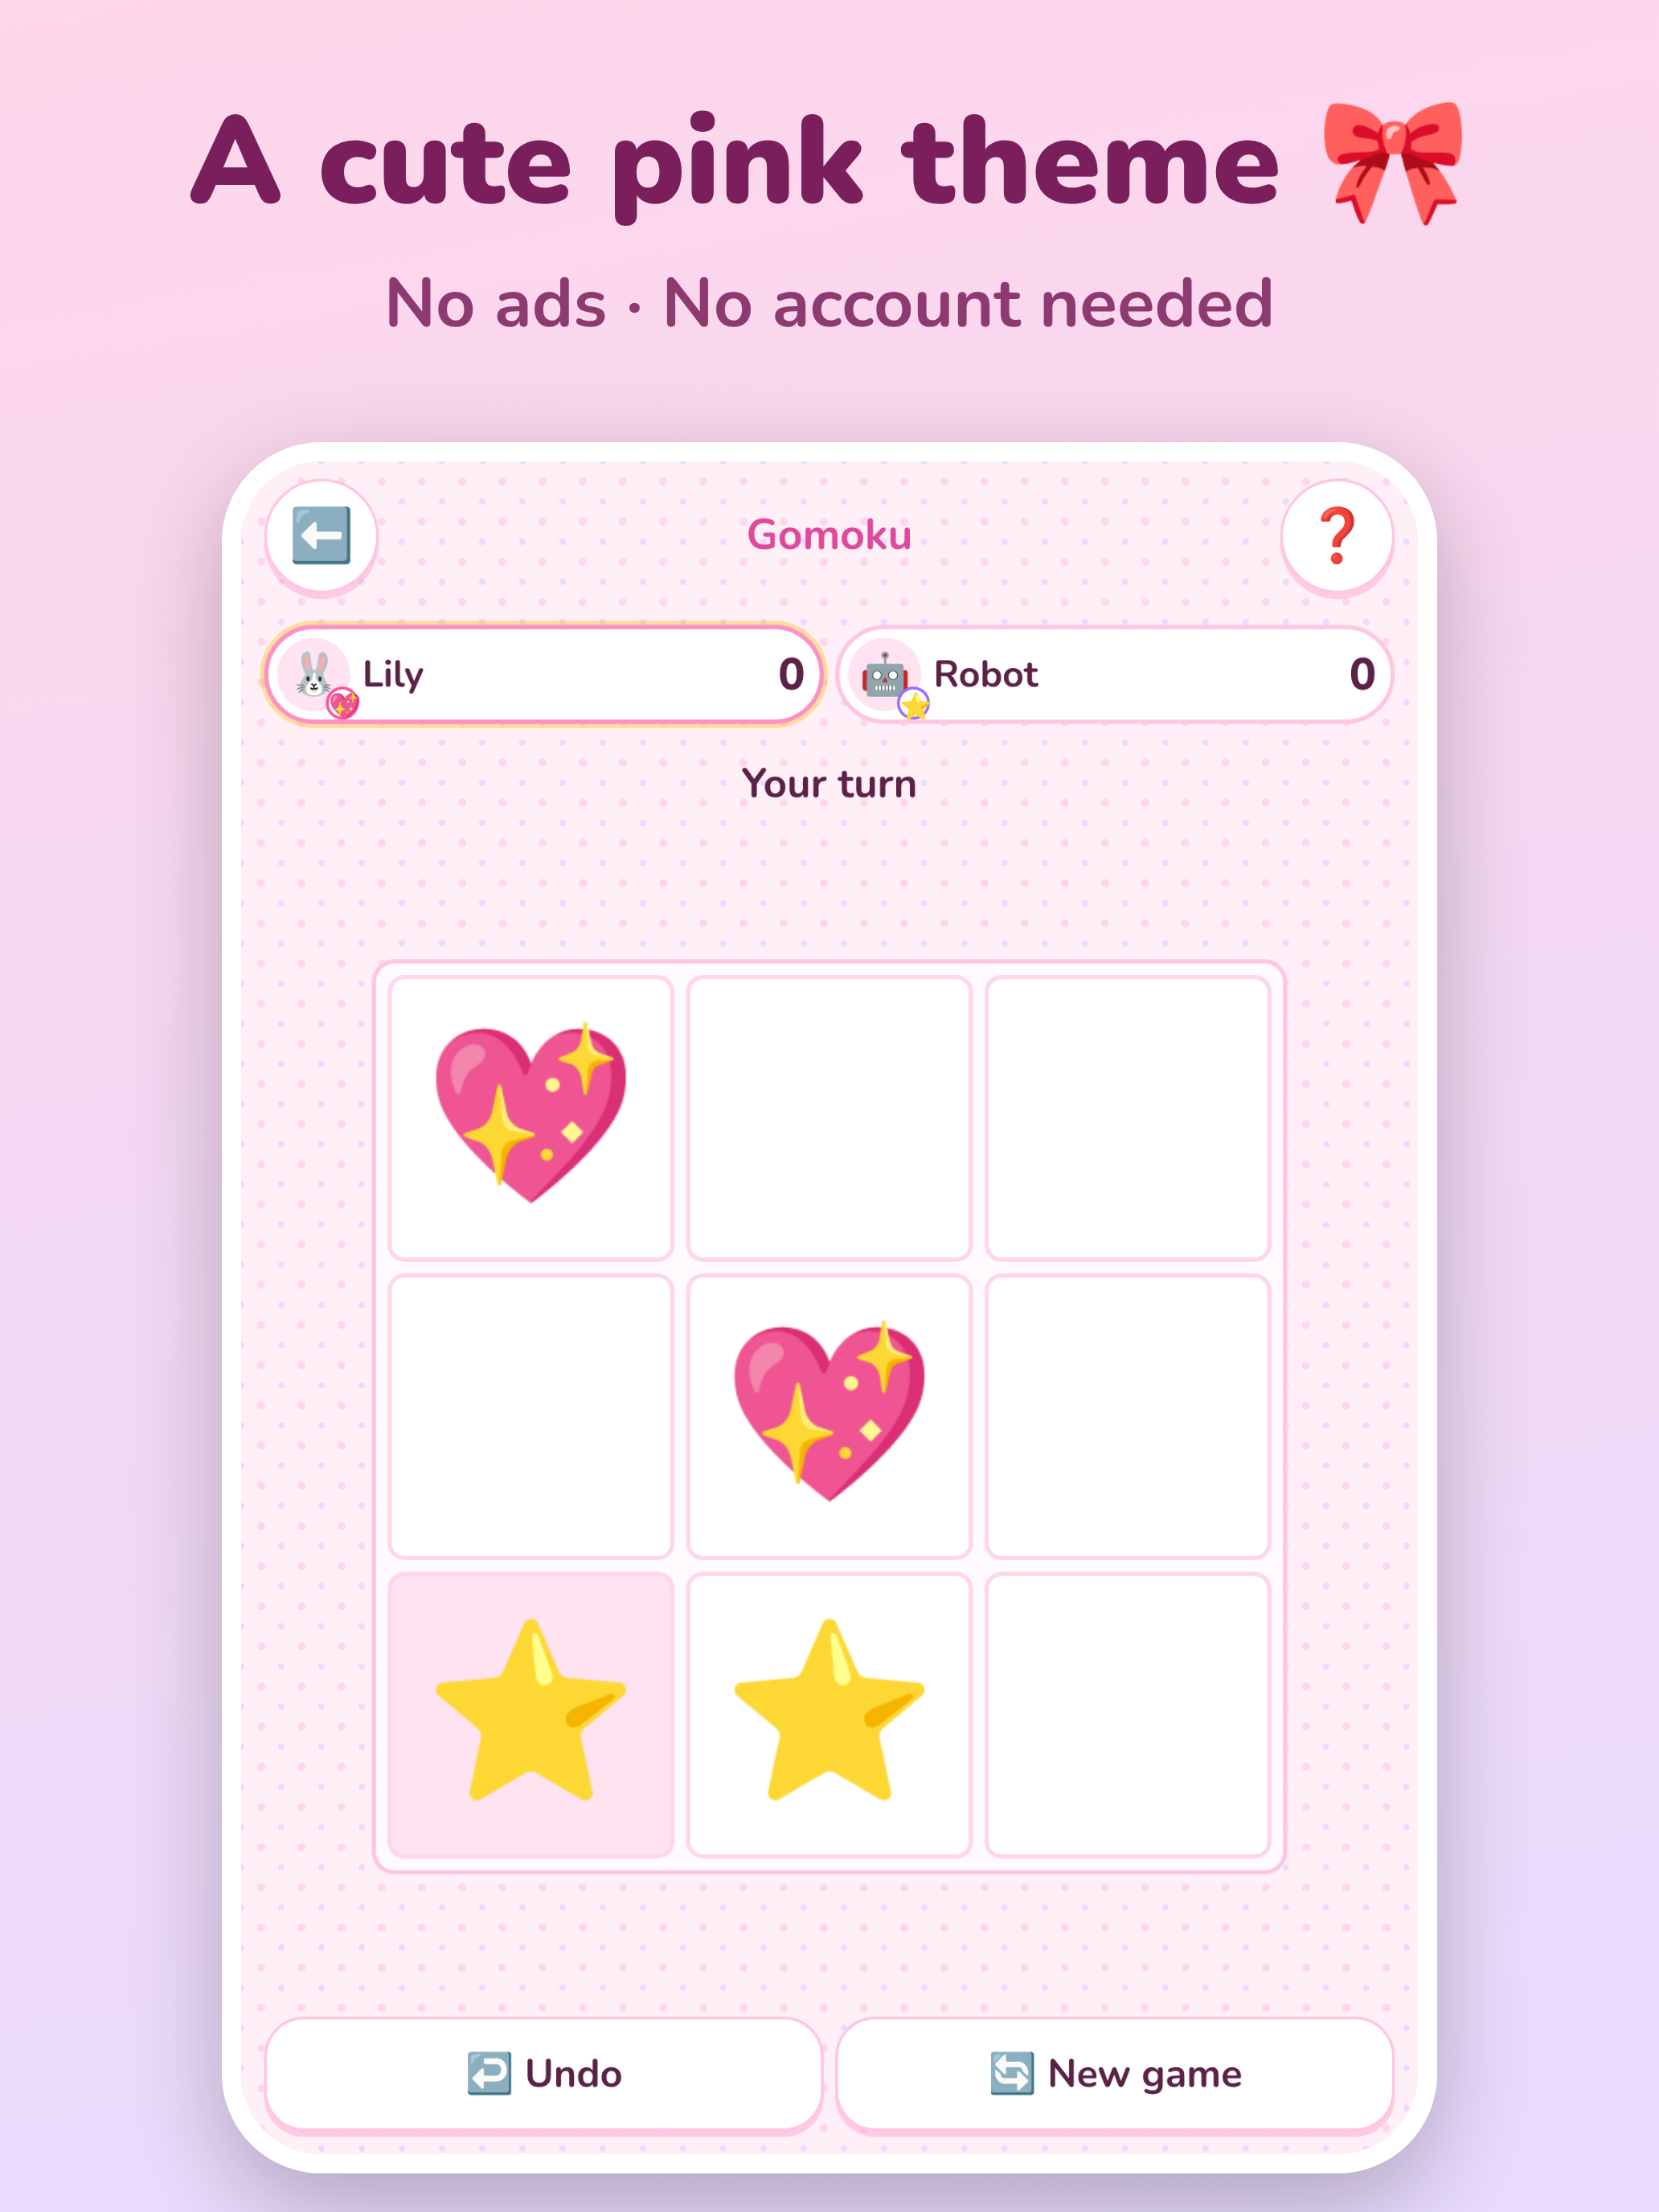 A cute pink theme 🎀
No ads · No account needed
Gomoku
Lily 0
Robot 0
Your turn
Undo
New game